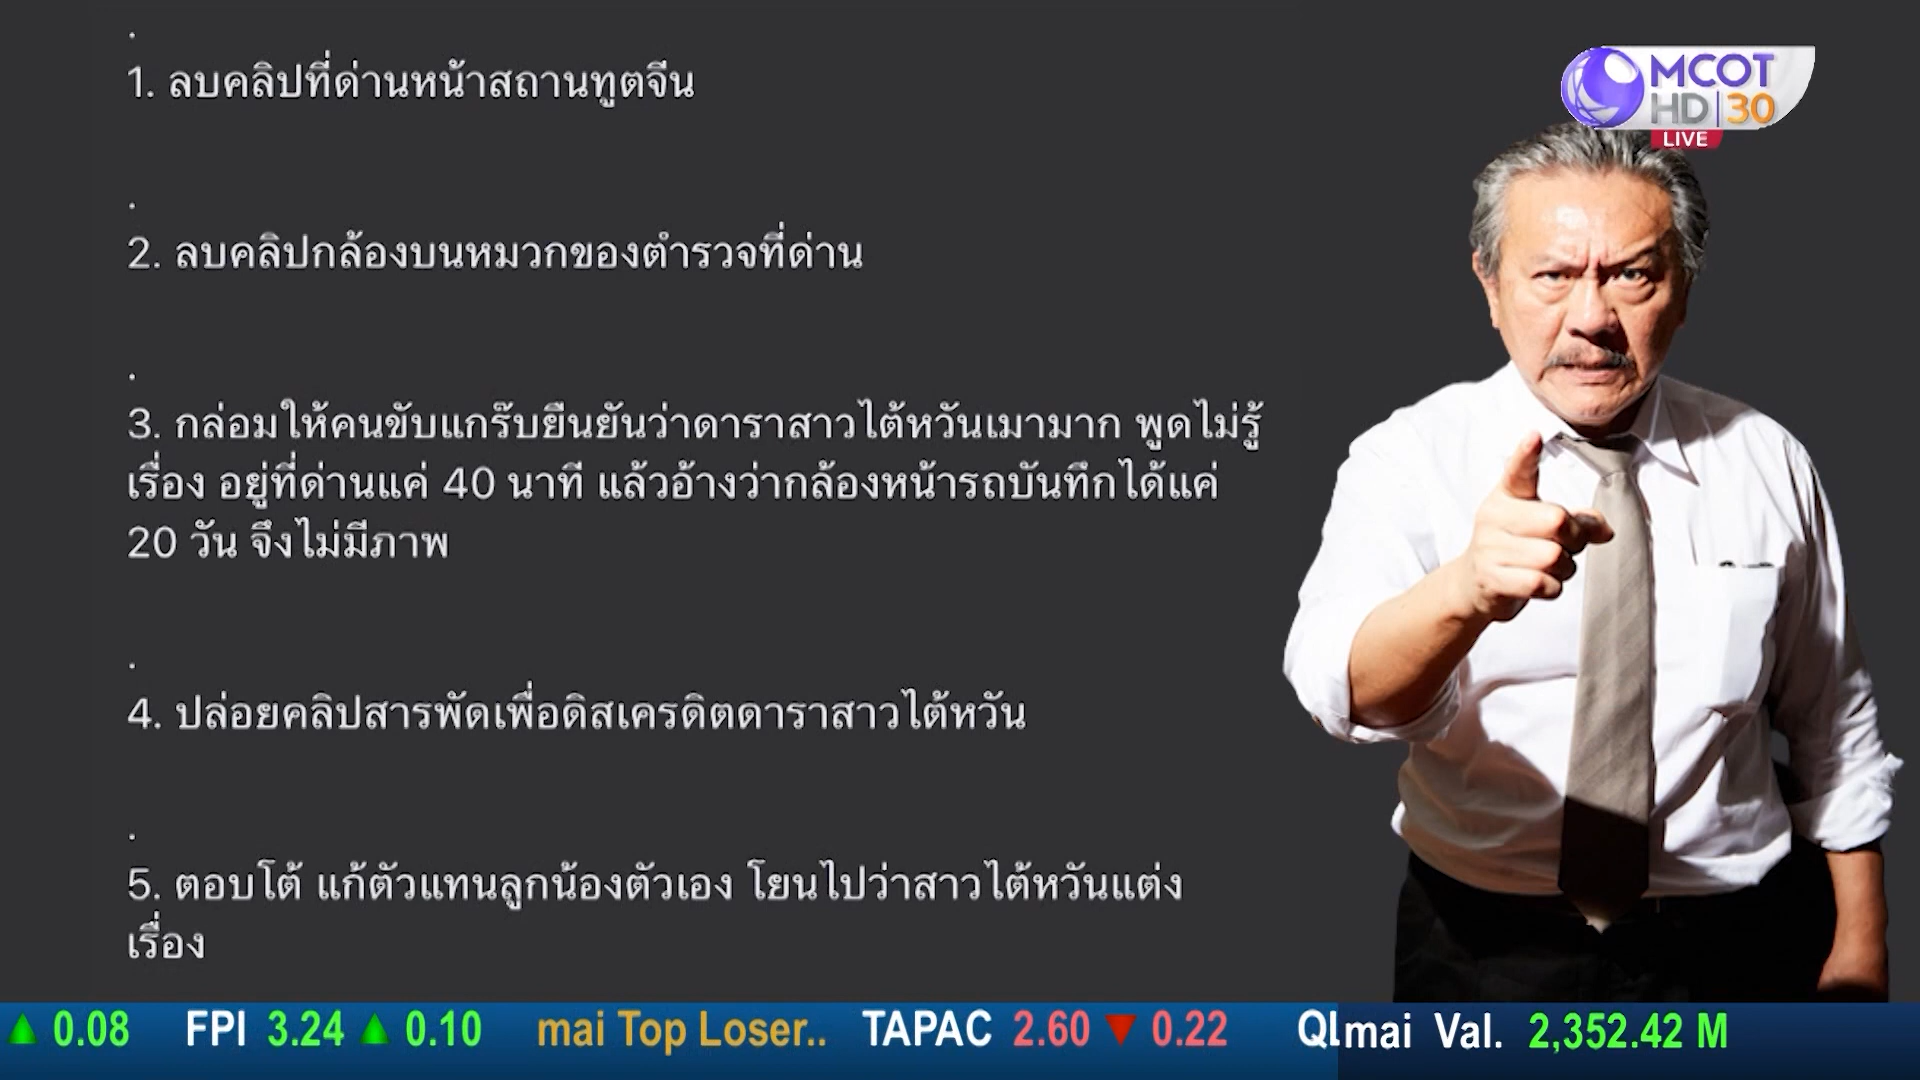 .
1. ลบคลิปที่ด่านหน้าสถานทูตจีน
MCOT
HD|30
LIVE
.
2. ลบคลิปกล้องบนหมวกของตำรวจที่ด่าน
.
3. กล่อมให้คนขับแกร๊บยืนยันว่าดาราสาวไต้หวันเมามาก พูดไม่รู้
เรื่อง อยู่ที่ด่านแค่ 40 นาที แล้วอ้างว่ากล้องหน้ารถบันทึกได้แค่
20 วัน จึงไม่มีภาพ
.
4. ปล่อยคลิปสารพัดเพื่อดิสเครดิตดาราสาวไต้หวัน
.
5. ตอบโต้ แก้ตัวแทนลูกน้องตัวเอง โยนไปว่าสาวไต้หวันแต่ง
เรื่อง
▲ 0.08 FPI 3.24 ▲ 0.10 mai Top Loser.. TAPAC 2.60 ▼ 0.22 mai Val. 2,352.42 M